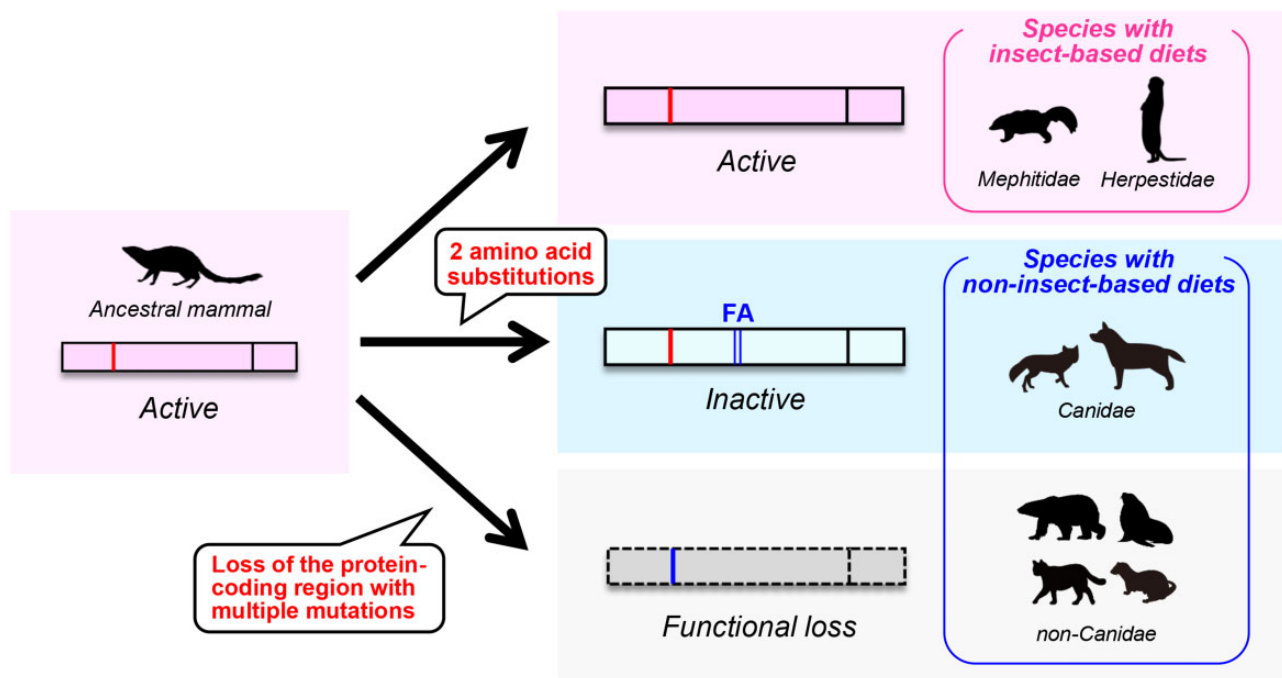 Ancestral mammal
Active
2 amino acid
substitutions
Loss of the protein-
coding region with
multiple mutations
Active
Species with
insect-based diets
Mephitidae
Herpestidae
FA
Inactive
Species with
non-insect-based diets
Canidae
Functional loss
non-Canidae